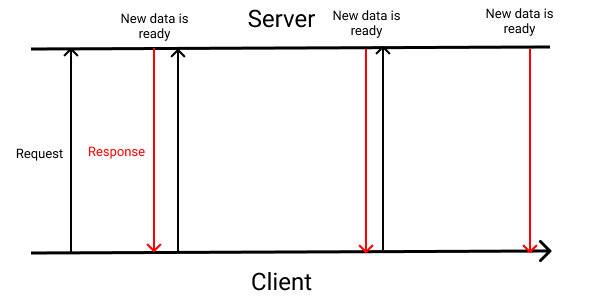 New data is
ready
Server
New data is
ready
New data is
ready
Request
Response
Client